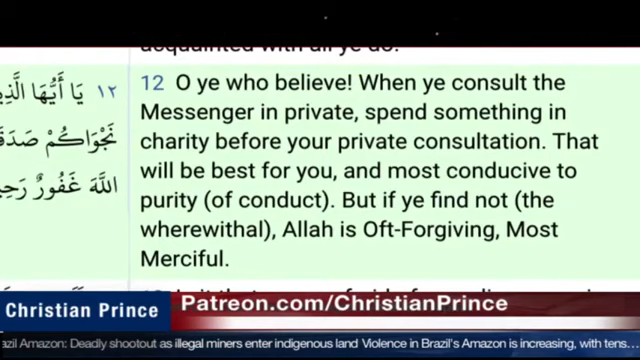 acquainted with all ye do.
12 O ye who believe! When ye consult the
Messenger in private, spend something in
charity before your private consultation. That
will be best for you, and most conducive to
purity (of conduct). But if ye find not (the
wherewithal), Allah is Oft-Forgiving, Most
Merciful.
١٢ يَا أَيُّهَا
نَجْوَاكُمْ
اللَّهَ غَفُورٌ
Christian Prince
Patreon.com/ChristianPrince
azil Amazon: Deadly shootout as illegal miners enter indigenous land Violence in Brazil's Amazon is increasing, with tens...